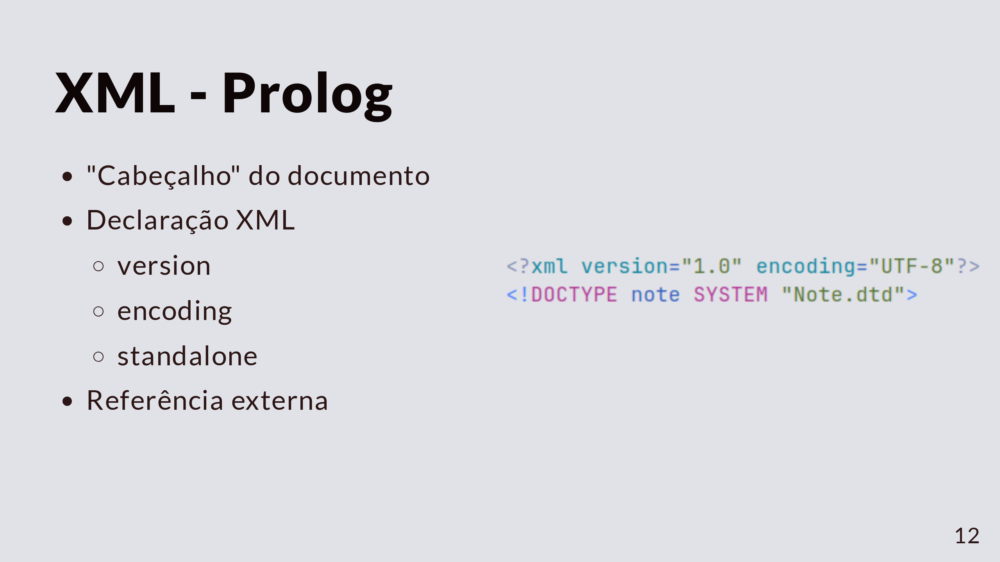 XML - Prolog
• "Cabeçalho" do documento
• Declaração XML
○ version
○ encoding
○ standalone
• Referência externa
<?xml version="1.0" encoding="UTF-8"?>
<!DOCTYPE note SYSTEM "Note.dtd">
12